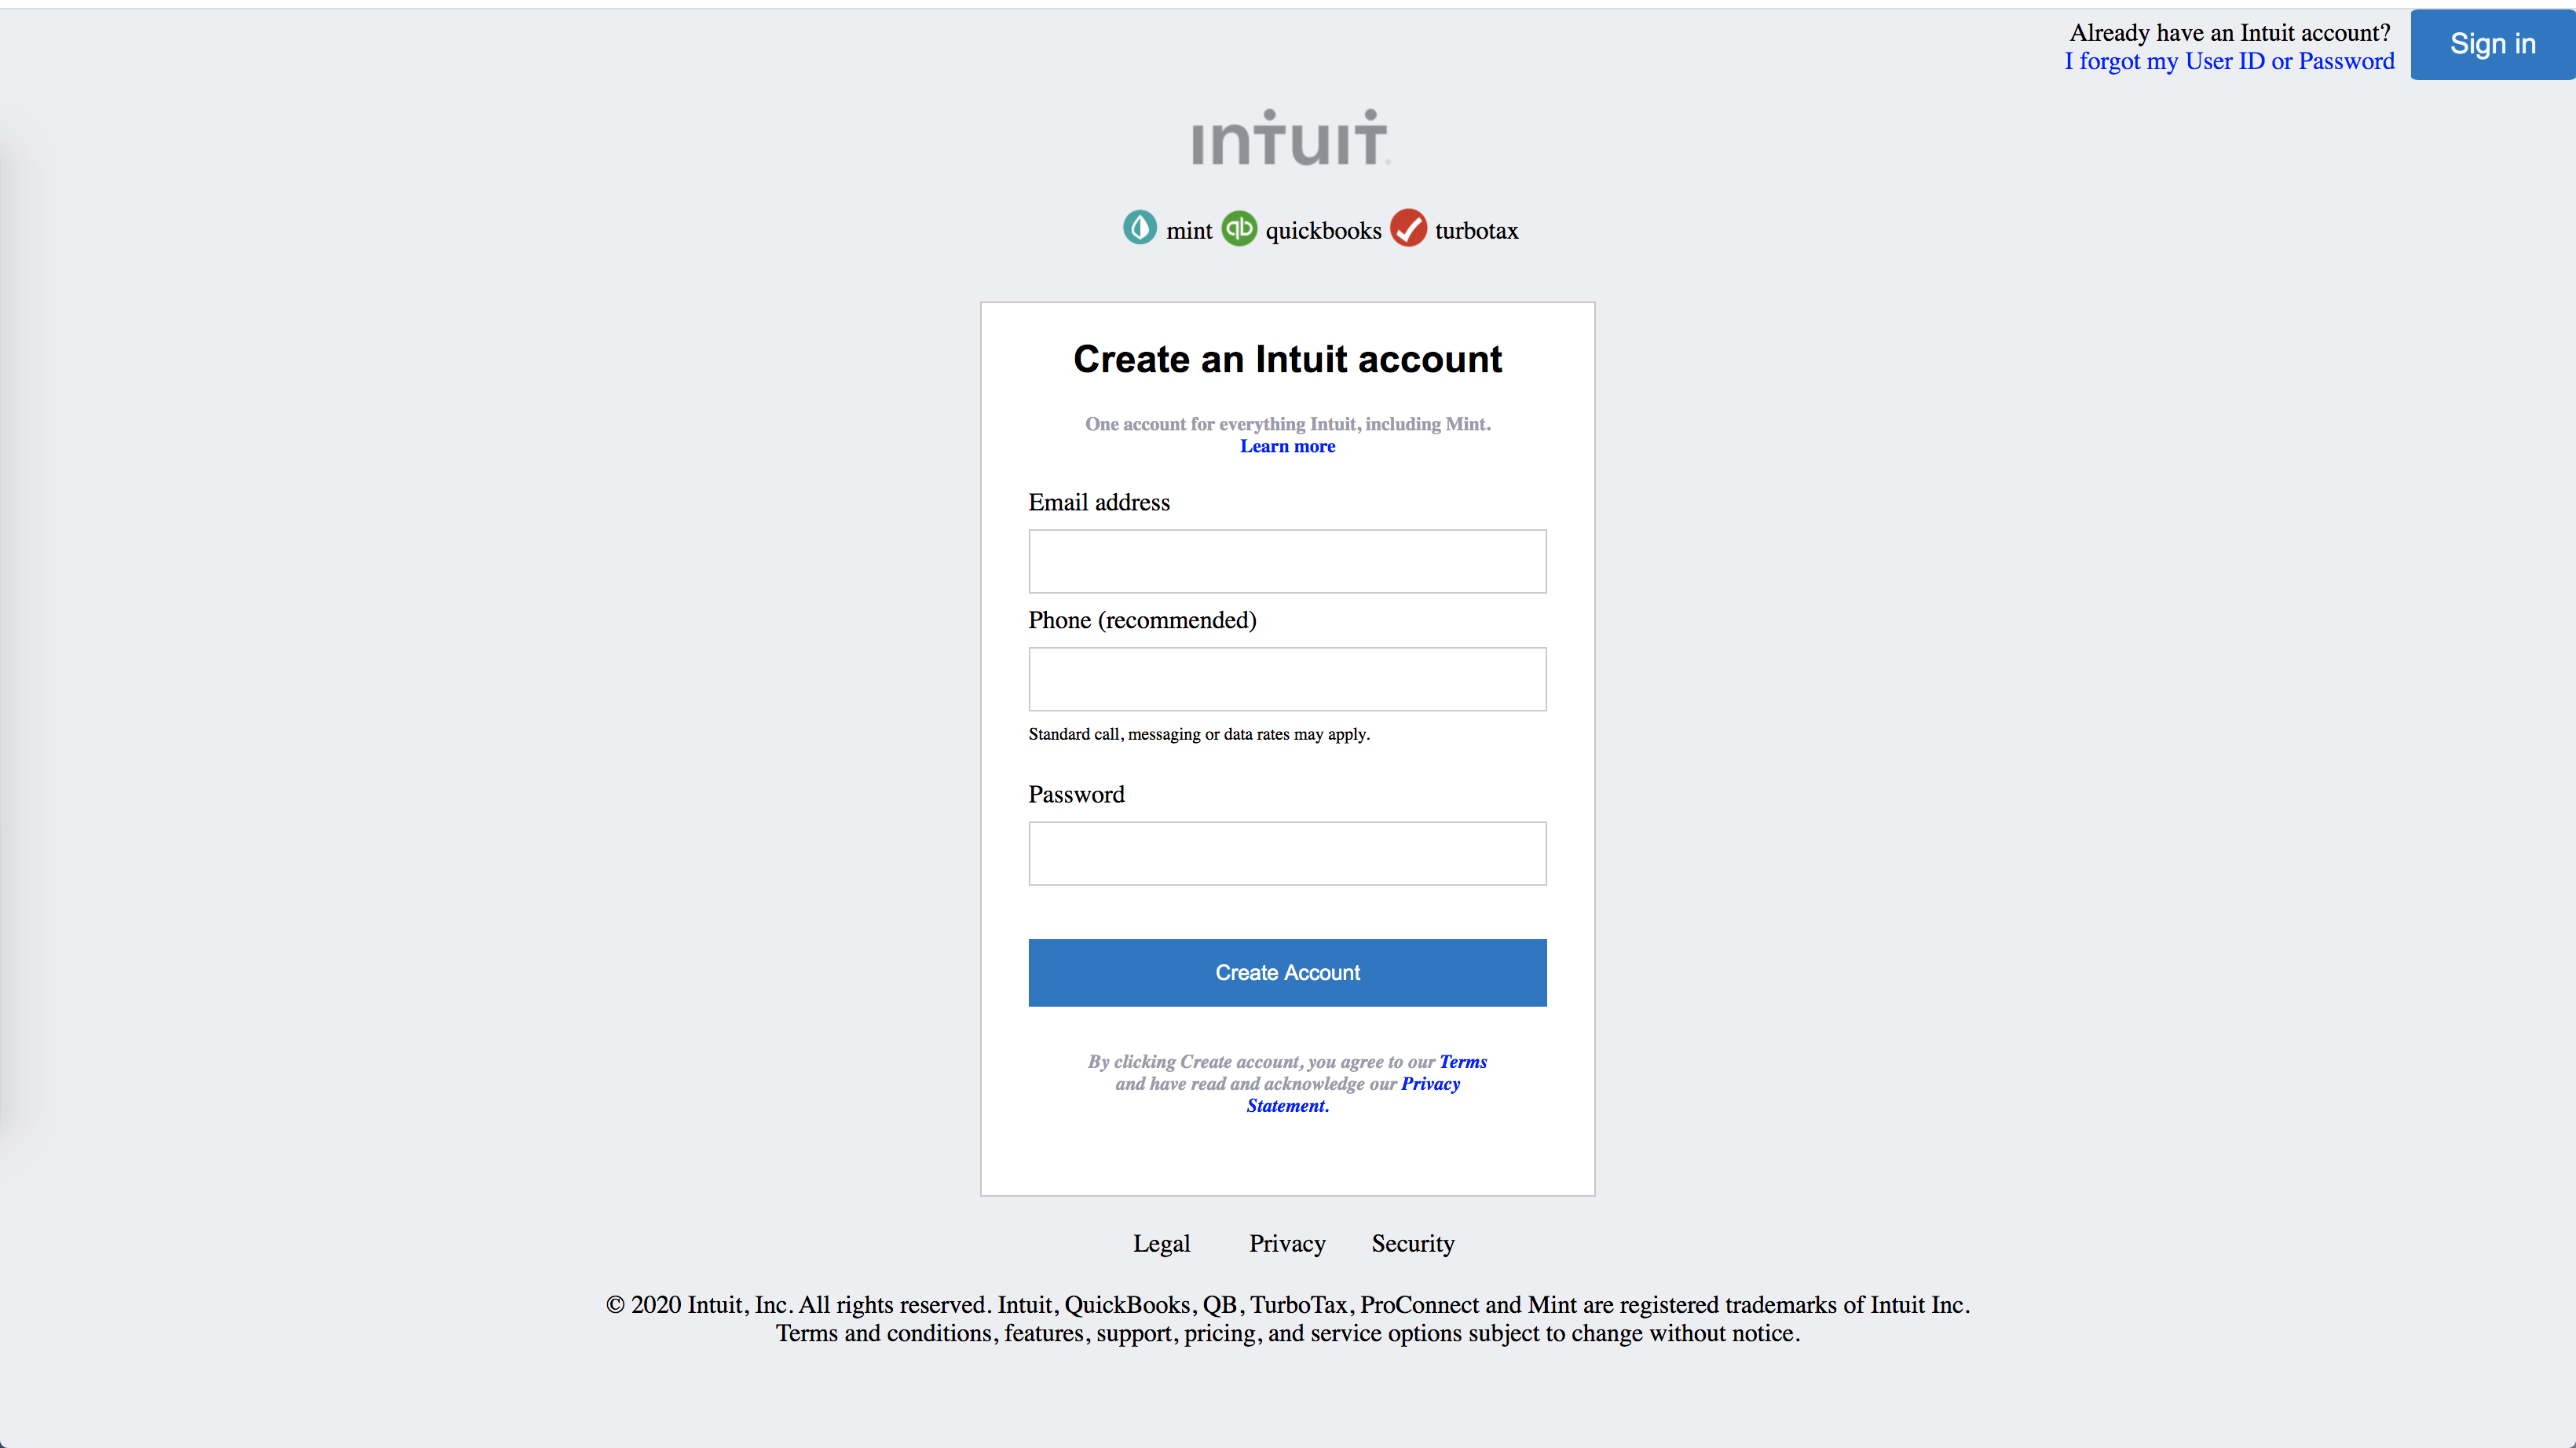 Already have an Intuit account?
I forgot my User ID or Password
Sign in
intuit
mint qb quickbooks turbotax
Create an Intuit account
One account for everything Intuit, including Mint.
Learn more
Email address
Phone (recommended)
Standard call, messaging or data rates may apply.
Password
Create Account
By clicking Create account, you agree to our Terms
and have read and acknowledge our Privacy
Statement.
Legal Privacy Security
© 2020 Intuit, Inc. All rights reserved. Intuit, QuickBooks, QB, TurboTax, ProConnect and Mint are registered trademarks of Intuit Inc.
Terms and conditions, features, support, pricing, and service options subject to change without notice.